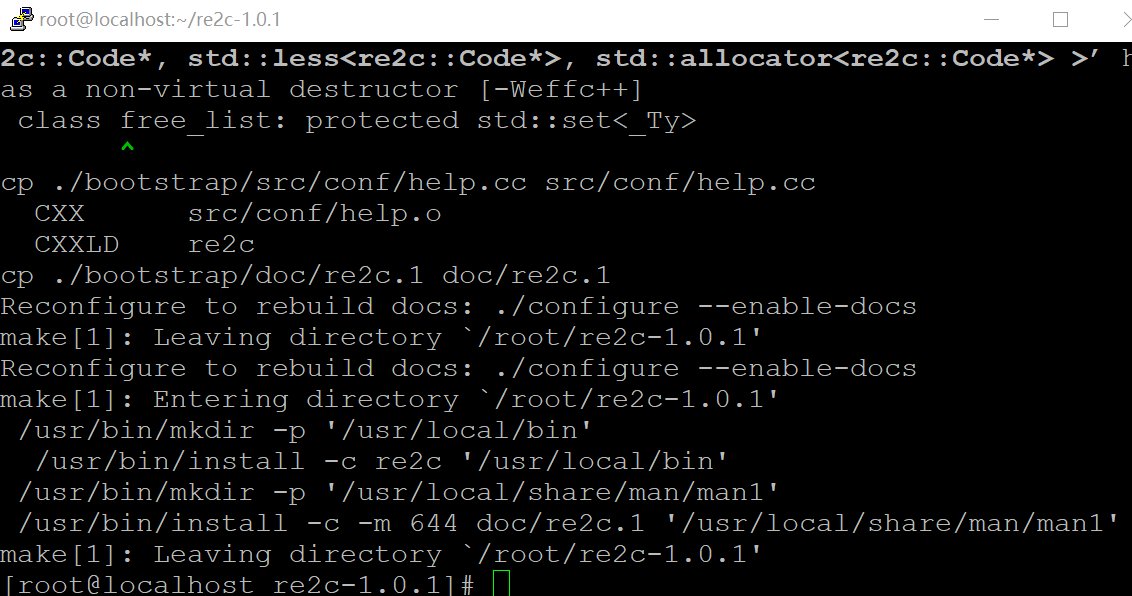 root@localhost:~/re2c-1.0.1
2c::Code*, std::less<re2c::Code*>, std::allocator<re2c::Code*> >’ h
as a non-virtual destructor [-Weffc++]
 class free_list: protected std::set<_Ty>
       ^
cp ./bootstrap/src/conf/help.cc src/conf/help.cc
  CXX      src/conf/help.o
  CXXLD    re2c
cp ./bootstrap/doc/re2c.1 doc/re2c.1
Reconfigure to rebuild docs: ./configure --enable-docs
make[1]: Leaving directory `/root/re2c-1.0.1'
Reconfigure to rebuild docs: ./configure --enable-docs
make[1]: Entering directory `/root/re2c-1.0.1'
 /usr/bin/mkdir -p '/usr/local/bin'
  /usr/bin/install -c re2c '/usr/local/bin'
 /usr/bin/mkdir -p '/usr/local/share/man/man1'
 /usr/bin/install -c -m 644 doc/re2c.1 '/usr/local/share/man/man1'
make[1]: Leaving directory `/root/re2c-1.0.1'
[root@localhost re2c-1.0.1]#